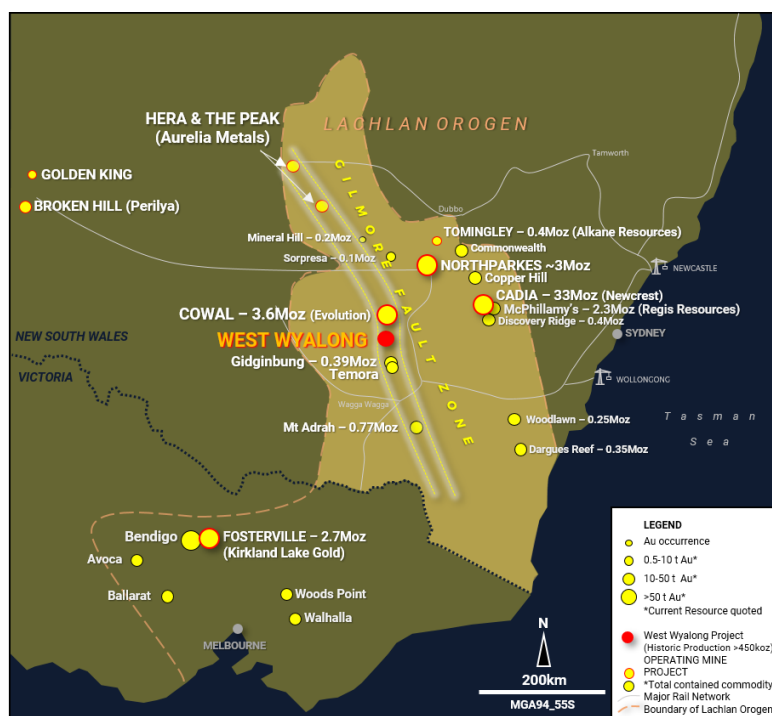 HERA & THE PEAK
(Aurelia Metals)
LACHLAN OROGEN
GILMORE FAULT ZONE
Tamworth
GOLDEN KING
BROKEN HILL (Perilya)
Dubbo
Mineral Hill – 0.2Moz
Sorpresa – 0.1Moz
TOMINGLEY – 0.4Moz (Alkane Resources)
Commonwealth
NORTHPARKES ~3Moz
Copper Hill
NEWCASTLE
CADIA – 33Moz (Newcrest)
McPhillamy's – 2.3Moz (Regis Resources)
Discovery Ridge – 0.4Moz
COWAL – 3.6Moz (Evolution)
WEST WYALONG
SYDNEY
NEW SOUTH WALES
VICTORIA
Gidginbung – 0.39Moz
Temora
WOLLONGONG
Wagga Wagga
Mt Adrah – 0.77Moz
Woodlawn – 0.25Moz
Dargues Reef – 0.35Moz
Tasman
Sea
Bendigo
FOSTERVILLE – 2.7Moz
(Kirkland Lake Gold)
Avoca
Ballarat
Woods Point
Walhalla
MELBOURNE
N
200km
MGA94_55S
LEGEND
Au occurrence
0.5-10 t Au*
10-50 t Au*
>50 t Au*
*Current Resource quoted
West Wyalong Project
(Historic Production >450koz)
OPERATING MINE
PROJECT
*Total contained commodity
Major Rail Network
Boundary of Lachlan Orogen